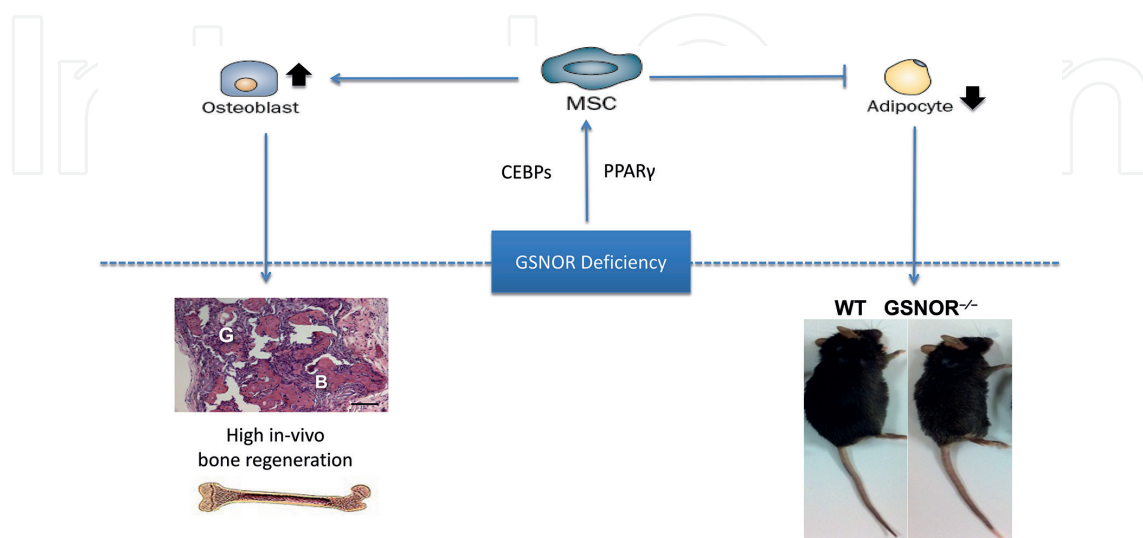 Osteoblast
MSC
Adipocyte
CEBPs
PPARγ
GSNOR Deficiency
WT GSNOR⁻/⁻
G
B
High in-vivo
bone regeneration